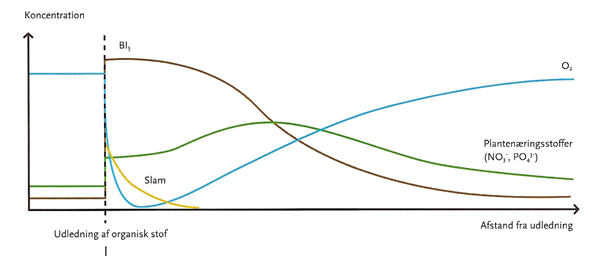 Koncentration
BI₅
O₂
Plantenæringsstoffer
(NO₃⁻, PO₄³⁻)
Slam
Afstand fra udledning
Udledning af organisk stof